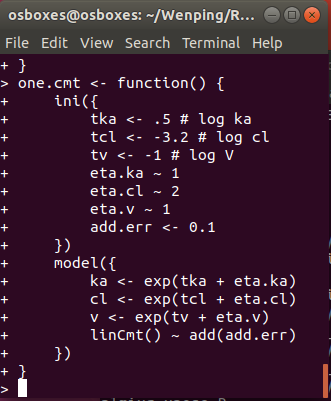 osboxes@osboxes: ~/Wenping/R...
File Edit View Search Terminal Help
+ }
> one.cmt <- function() {
+     ini({
+         tka <- .5 # log ka
+         tcl <- -3.2 # log cl
+         tv <- -1 # log V
+         eta.ka ~ 1
+         eta.cl ~ 2
+         eta.v ~ 1
+         add.err <- 0.1
+     })
+     model({
+         ka <- exp(tka + eta.ka)
+         cl <- exp(tcl + eta.cl)
+         v <- exp(tv + eta.v)
+         linCmt() ~ add(add.err)
+     })
+ }
>